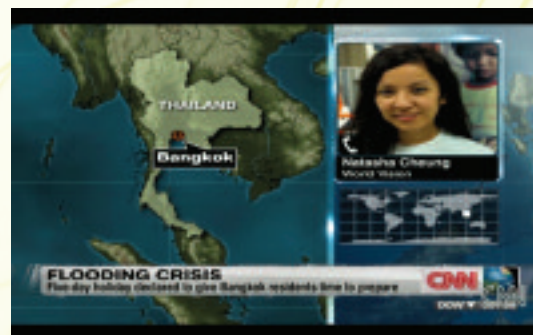 THAILAND
Bangkok
Natasha Cheung
World Vision
FLOODING CRISIS
Five-day holiday declared to give Bangkok residents time to prepare
CNN
DOW ▼